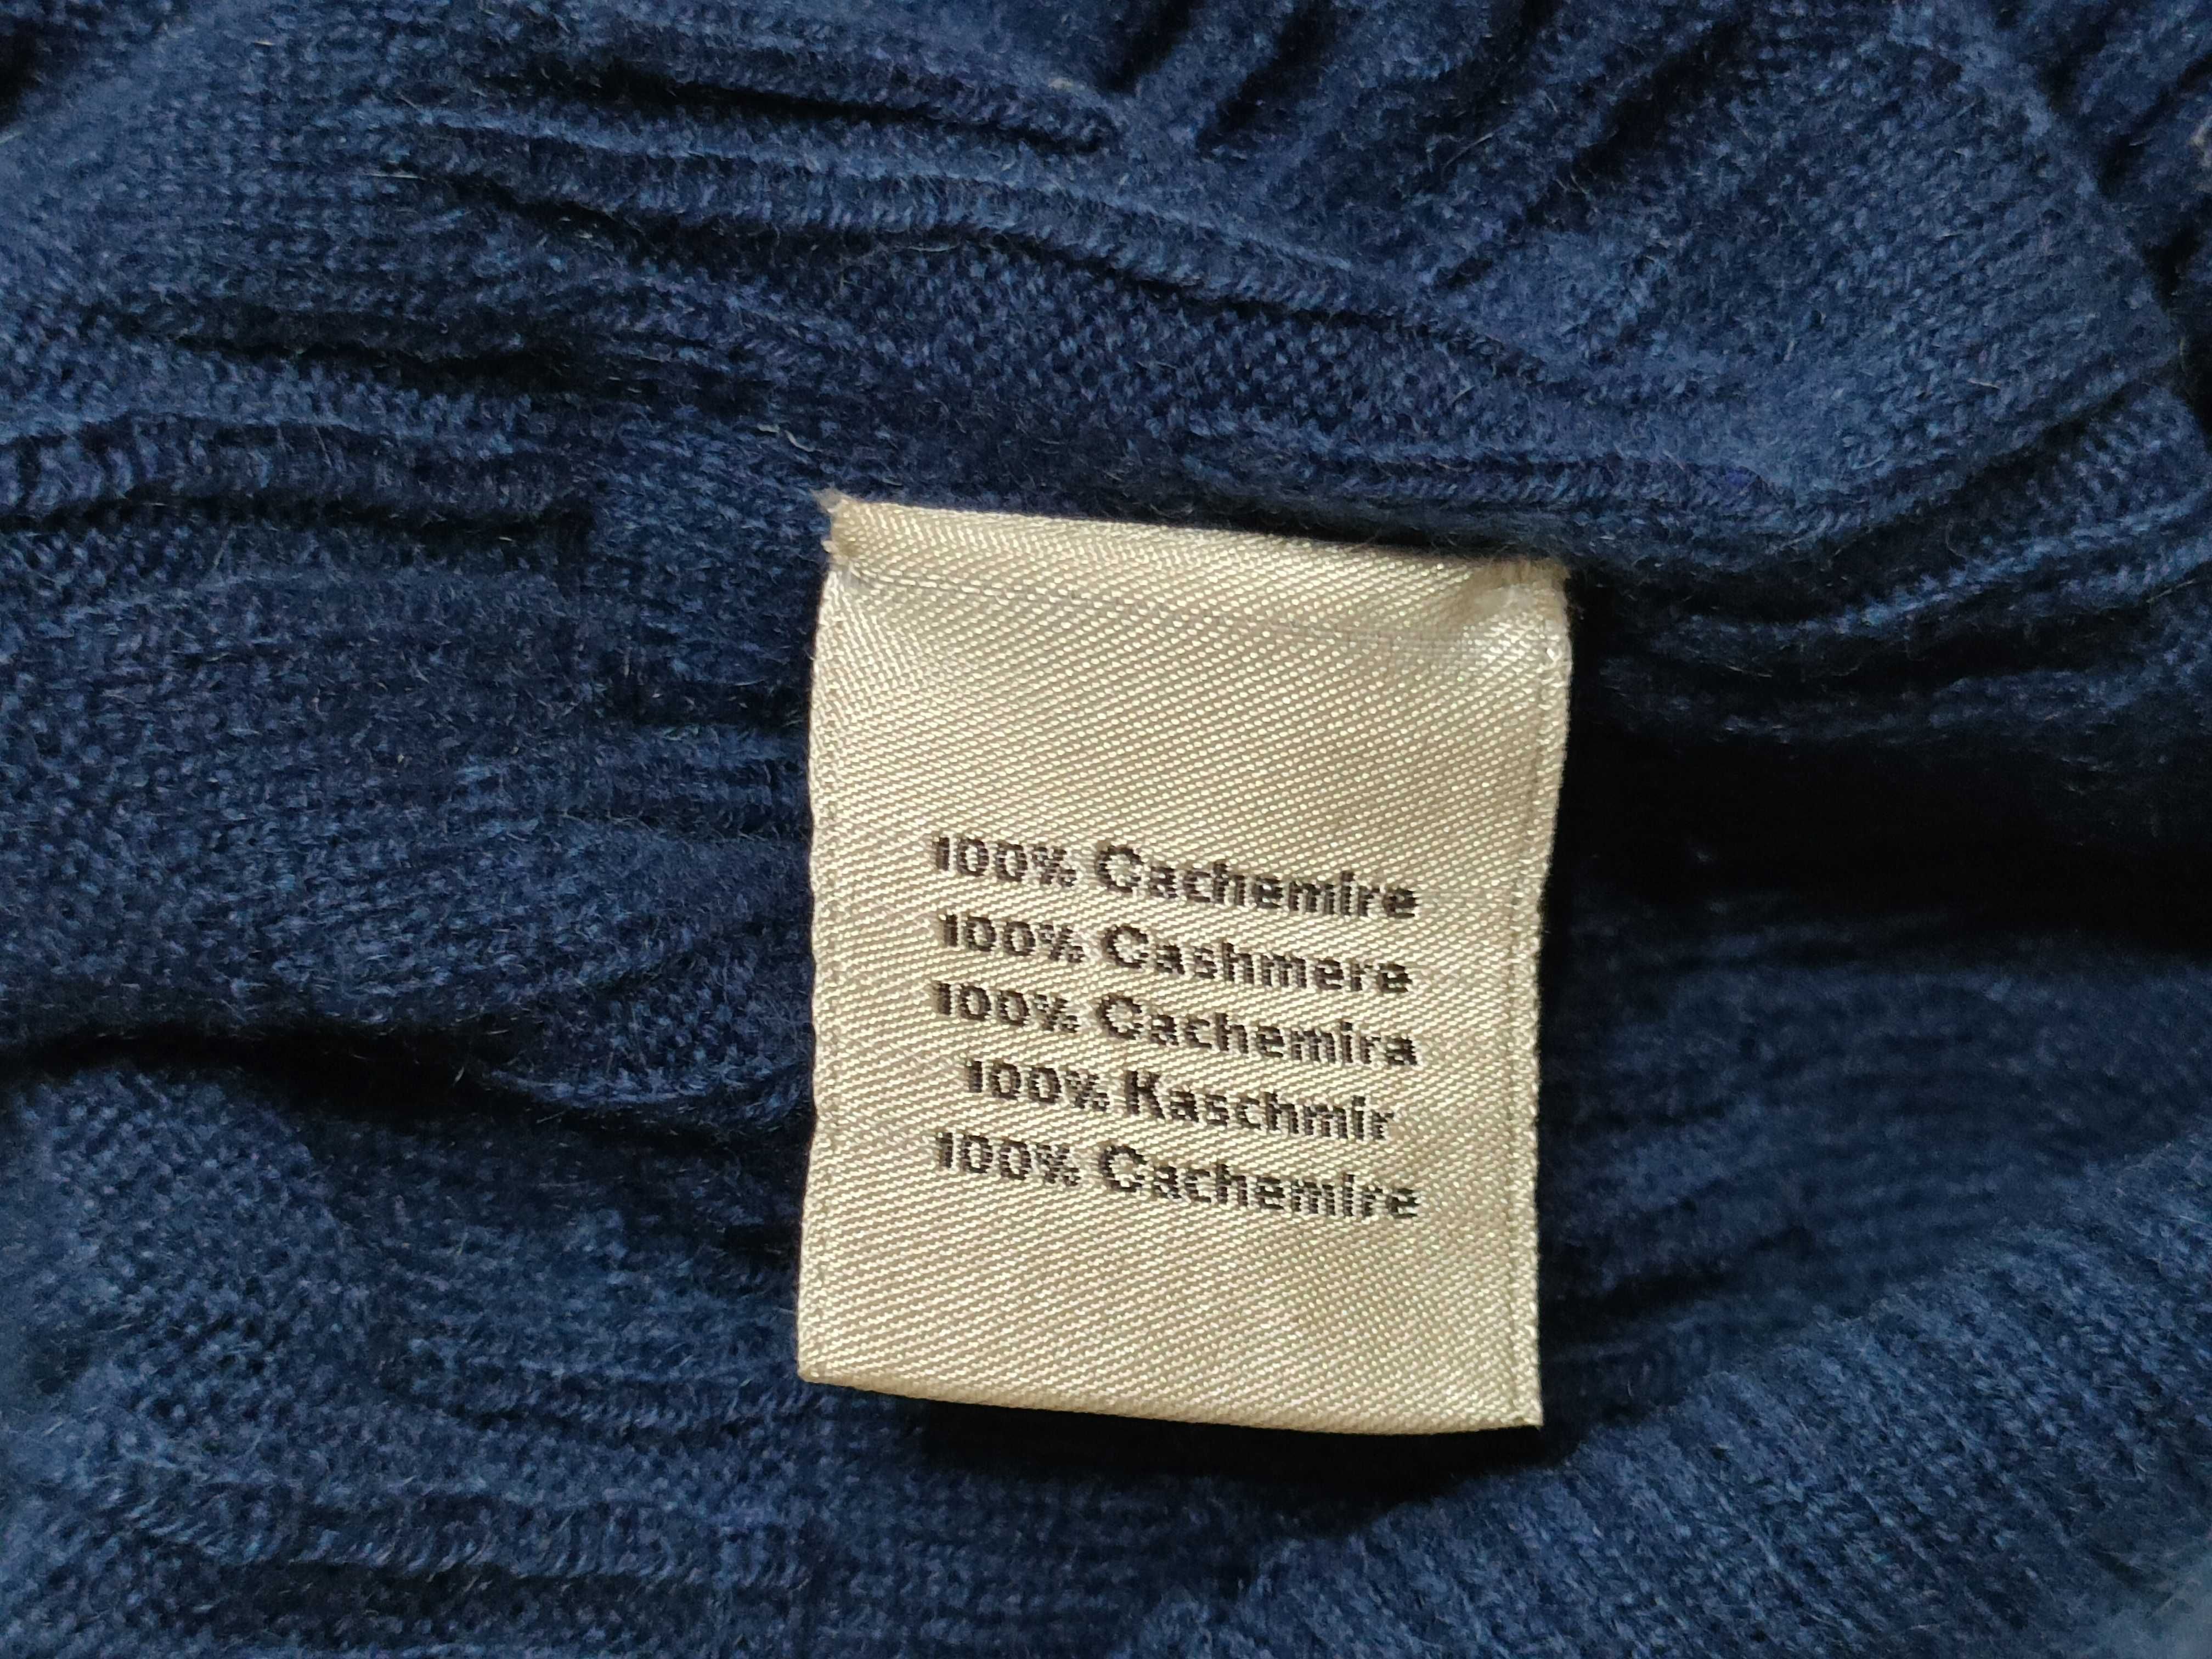 100% Cachemire
100% Cashmere
100% Cachemira
100% Kaschmir
100% Cachemire